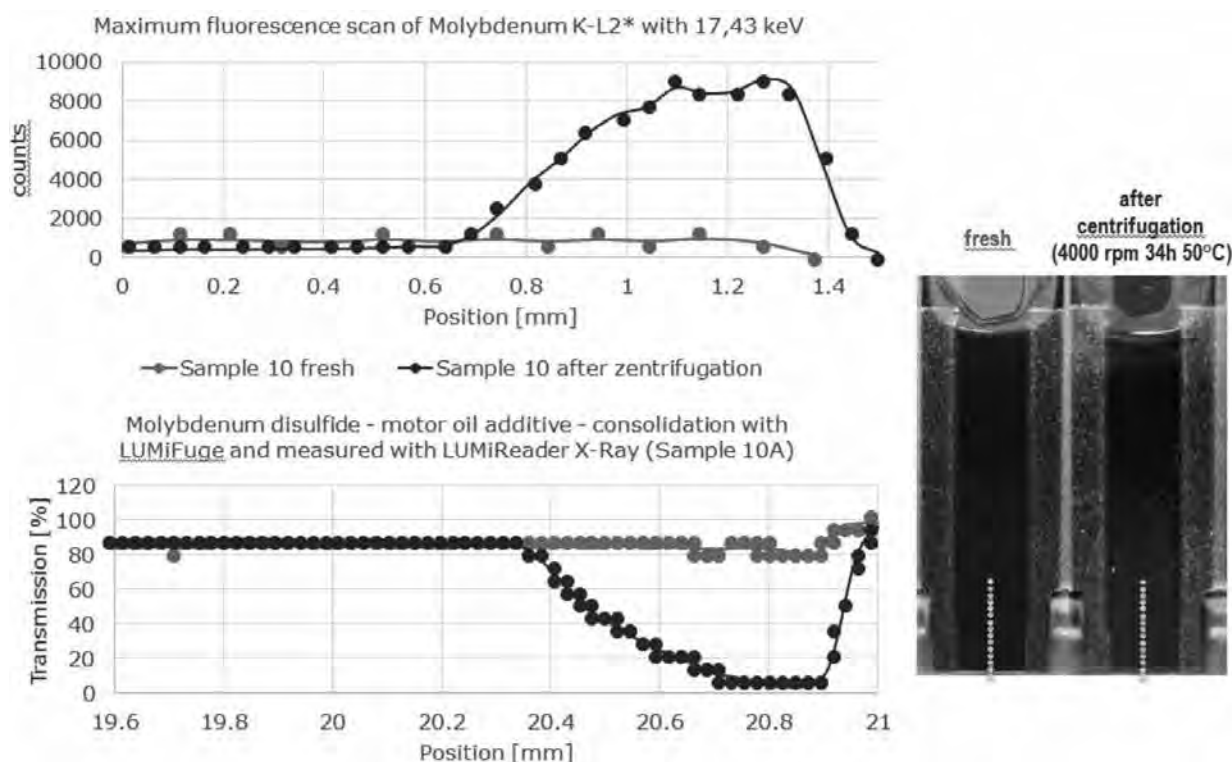 Maximum fluorescence scan of Molybdenum K-L2* with 17,43 keV
10000
8000
6000
4000
2000
0
counts
0 0.2 0.4 0.6 0.8 1 1.2 1.4
Position [mm]
Sample 10 fresh Sample 10 after zentrifugation
Molybdenum disulfide - motor oil additive - consolidation with
LUMiFuge and measured with LUMiReader X-Ray (Sample 10A)
120
100
80
60
40
20
0
Transmission [%]
19.6 19.8 20 20.2 20.4 20.6 20.8 21
Position [mm]
fresh
after
centrifugation
(4000 rpm 34h 50°C)